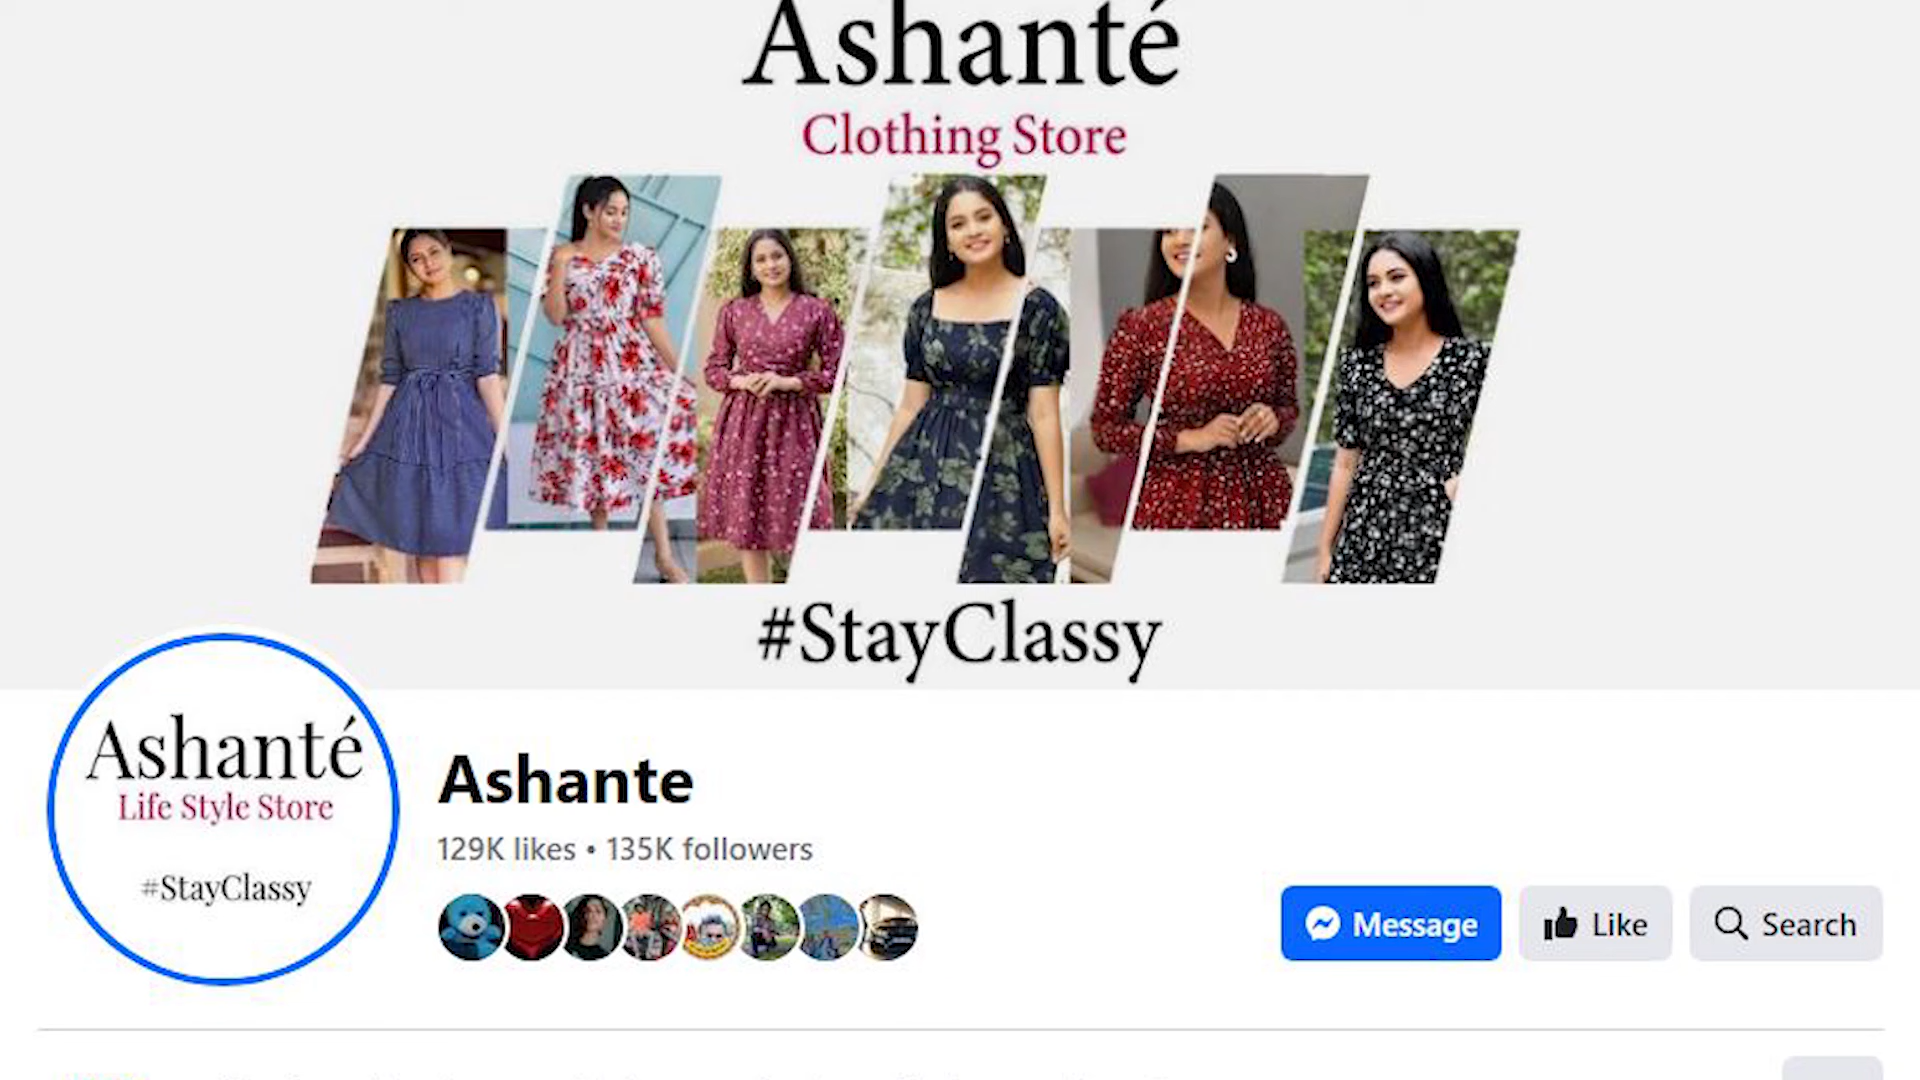 Ashanté
Clothing Store
#StayClassy
Ashanté
Life Style Store
#StayClassy
Ashante
129K likes • 135K followers
Message
Like
Search